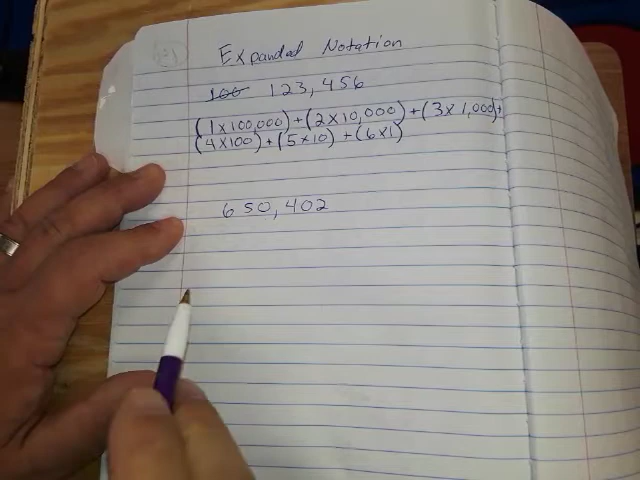 Expanded Notation
100 123,456
(1x100,000)+(2x10,000)+(3x1,000)+
(4x100)+(5x10)+(6x1)
650,402